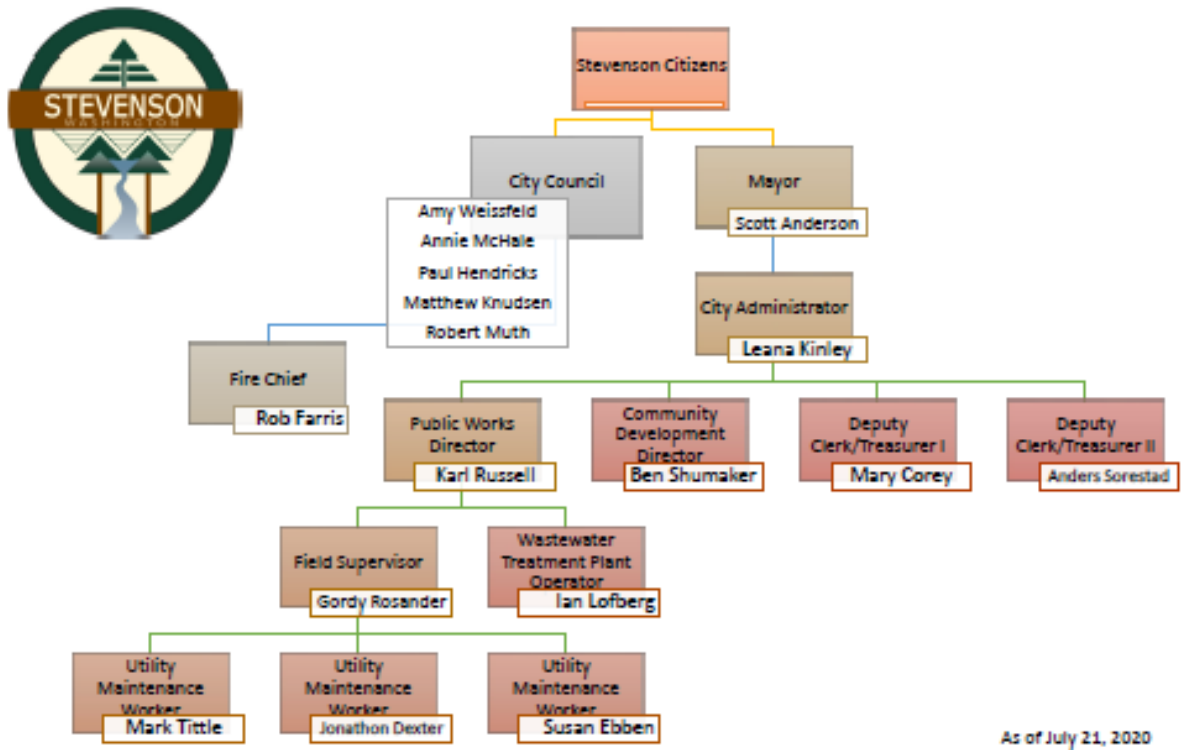 STEVENSON
WASHINGTON
Stevenson Citizens
City Council
Amy Weissfeld
Annie McHale
Paul Hendricks
Matthew Knudsen
Robert Muth
Mayor
Scott Anderson
City Administrator
Leana Kinley
Fire Chief
Rob Farris
Public Works
Director
Karl Russell
Community
Development
Director
Ben Shumaker
Deputy
Clerk/Treasurer I
Mary Corey
Deputy
Clerk/Treasurer II
Anders Sorestad
Field Supervisor
Gordy Rosander
Wastewater
Treatment Plant
Operator
Ian Lofberg
Utility
Maintenance
Worker
Mark Tittle
Utility
Maintenance
Worker
Jonathon Dexter
Utility
Maintenance
Worker
Susan Ebben
As of July 21, 2020